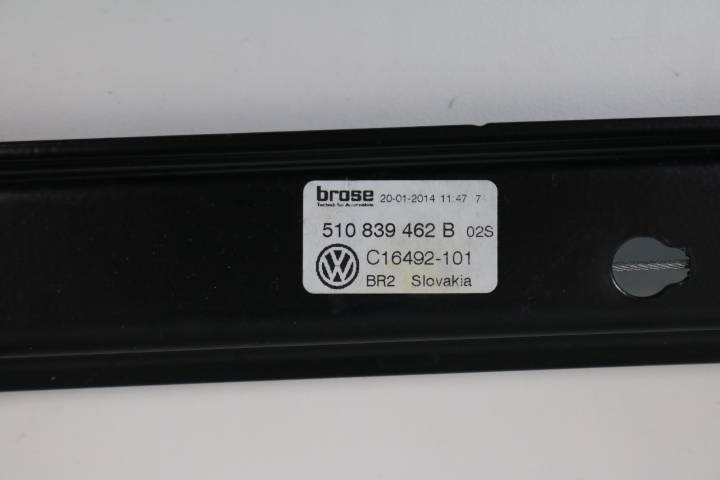 brose 20-01-2014 11:47 7
Technik für Automobile
510 839 462 B 02S
C16492-101
BR2 Slovakia